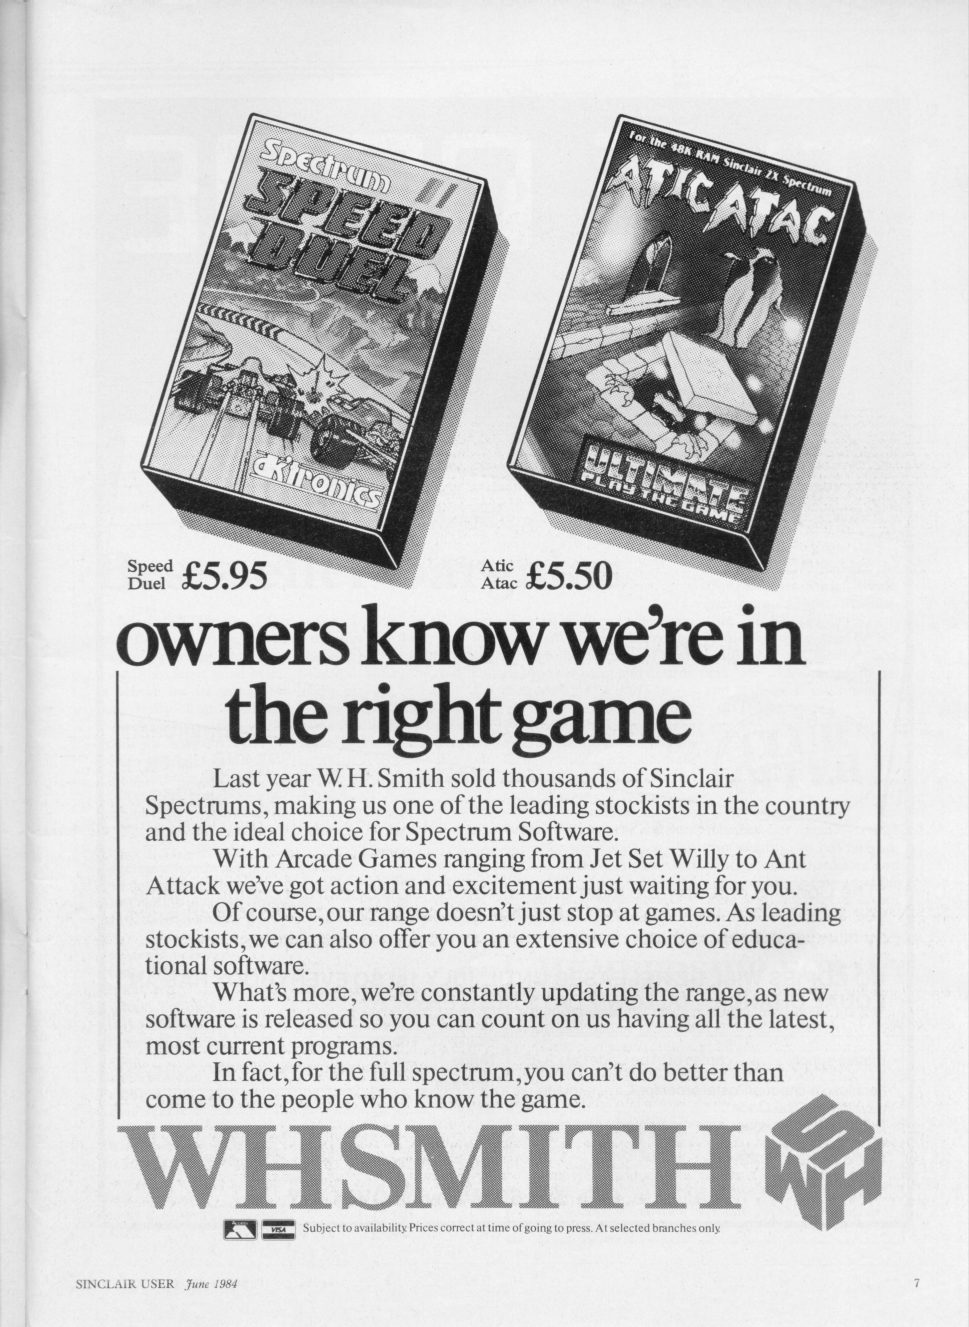 Spectrum
SPEED
DUEL
dk'tronics
For the 48K RAM Sinclair ZX Spectrum
ATIC ATAC
ULTIMATE
PLAY THE GAME
Speed
Duel £5.95
Atic
Atac £5.50
owners know we're in
the right game
Last year W.H. Smith sold thousands of Sinclair
Spectrums, making us one of the leading stockists in the country
and the ideal choice for Spectrum Software.
With Arcade Games ranging from Jet Set Willy to Ant
Attack we've got action and excitement just waiting for you.
Of course, our range doesn't just stop at games. As leading
stockists, we can also offer you an extensive choice of educa-
tional software.
What's more, we're constantly updating the range, as new
software is released so you can count on us having all the latest,
most current programs.
In fact, for the full spectrum, you can't do better than
come to the people who know the game.
WHSMITH WHS
VISA Subject to availability. Prices correct at time of going to press. At selected branches only.
SINCLAIR USER June 1984 7